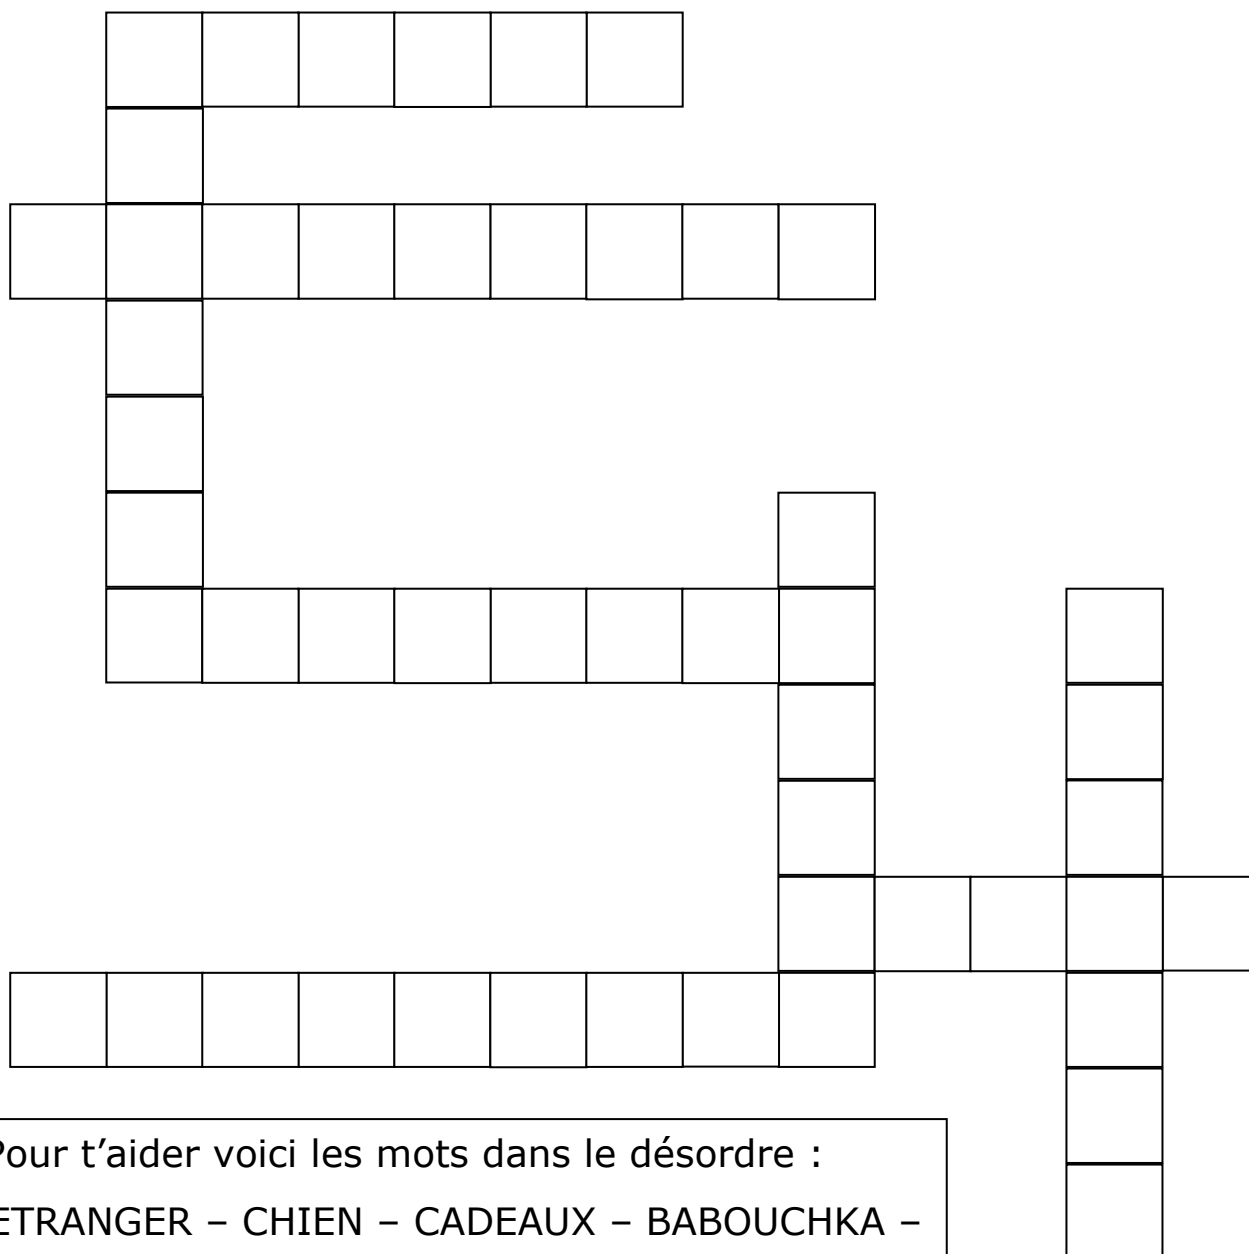 Pour t’aider voici les mots dans le désordre :
ETRANGER – CHIEN – CADEAUX – BABOUCHKA –